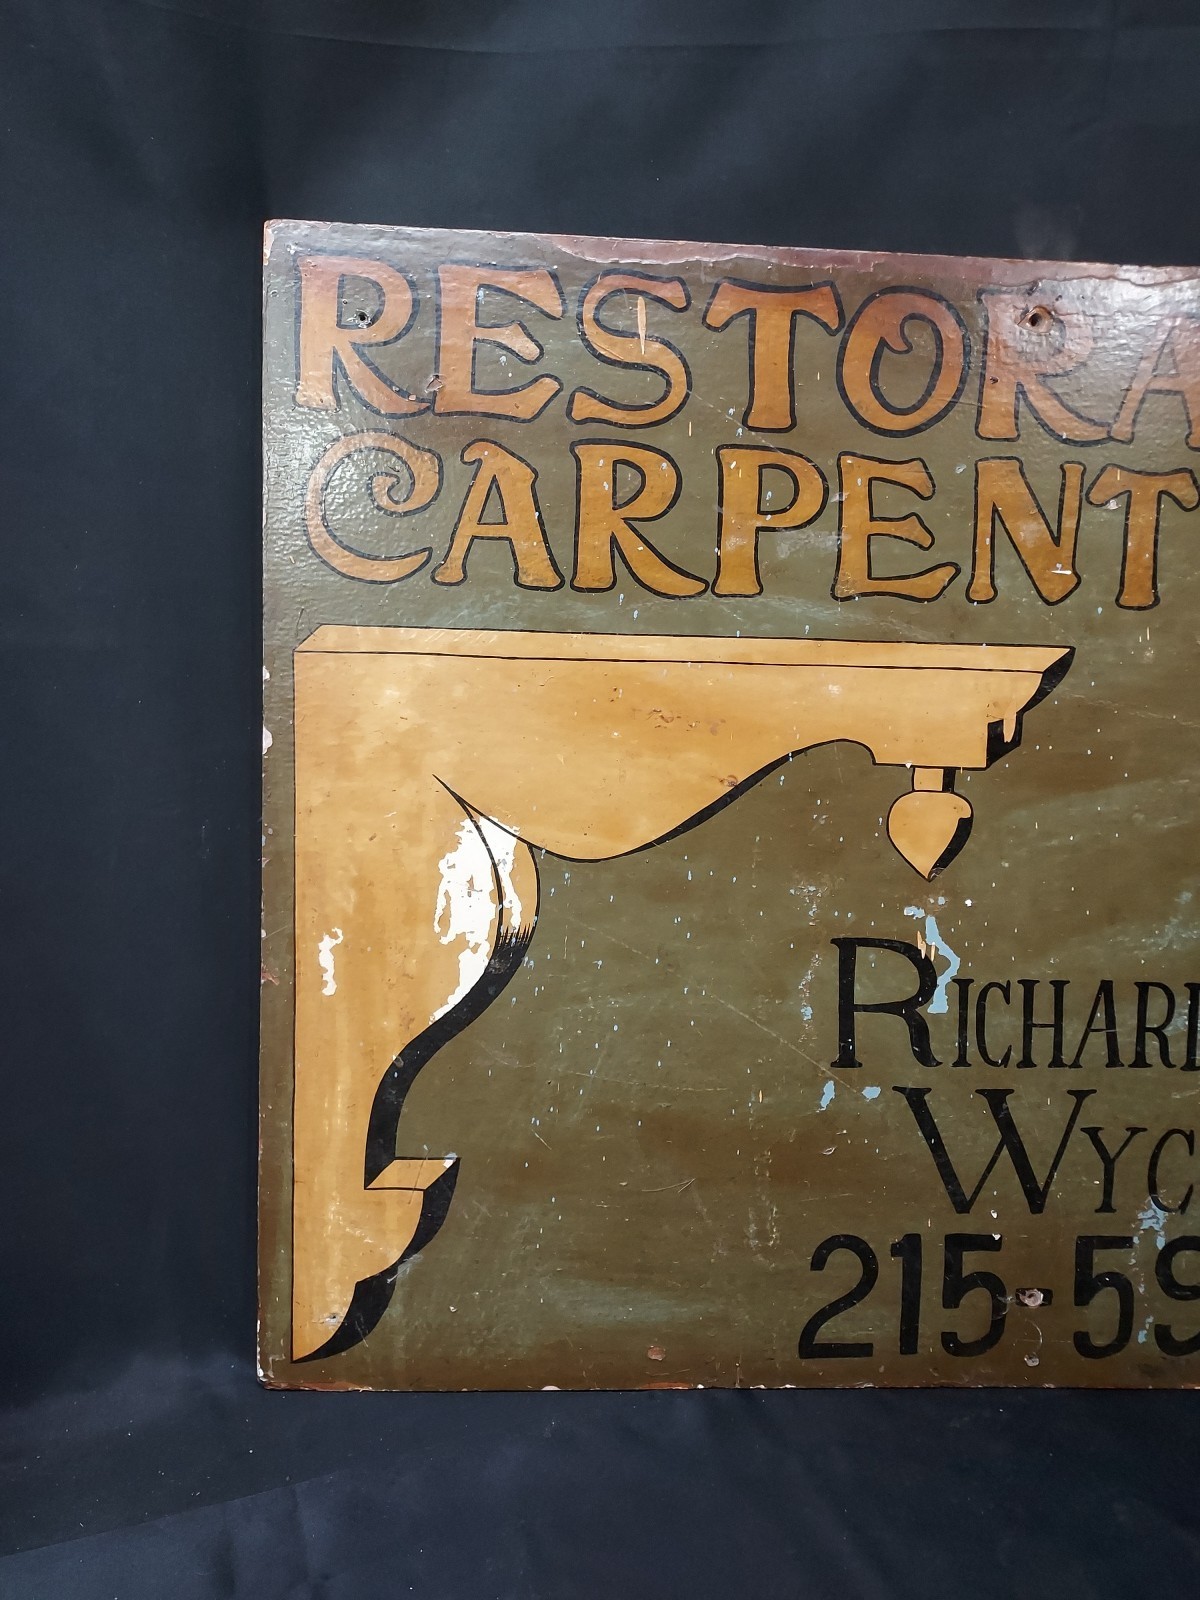 RESTORA
CARPENT
RICHARD
WYC
215-59